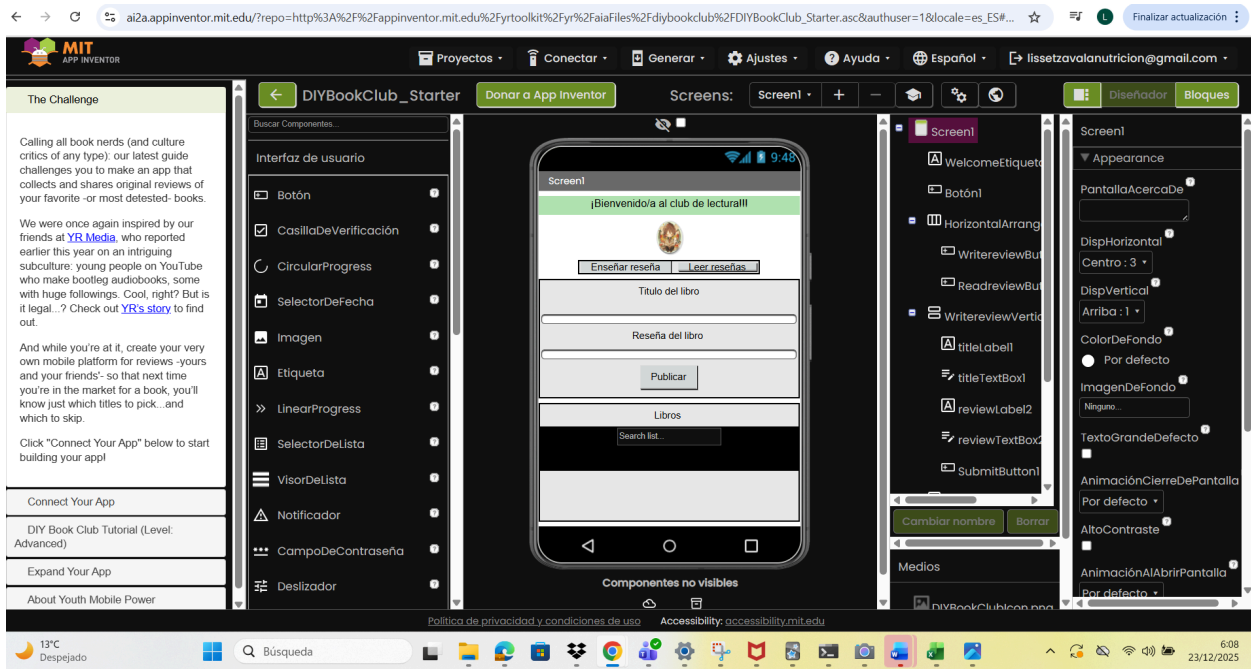 ai2a.appinventor.mit.edu/?repo=http%3A%2F%2Fappinventor.mit.edu%2Fyrtoolkit%2Fyr%2FaiaFiles%2Fdiybookclub%2FDIYBookClub_Starter.asc&authuser=1&locale=es_ES#...
L
Finalizar actualización
MIT
APP INVENTOR
Proyectos
Conectar
Generar
Ajustes
Ayuda
Español
lissetzavalanutricion@gmail.com
The Challenge
Calling all book nerds (and culture
critics of any type): our latest guide
challenges you to make an app that
collects and shares original reviews of
your favorite -or most detested- books.
We were once again inspired by our
friends at YR Media, who reported
earlier this year on an intriguing
subculture: young people on YouTube
who make bootleg audiobooks, some
with huge followings. Cool, right? But is
it legal...? Check out YR's story to find
out.
And while you're at it, create your very
own mobile platform for reviews -yours
and your friends'- so that next time
you're in the market for a book, you'll
know just which titles to pick...and
which to skip.
Click "Connect Your App" below to start
building your app!
Connect Your App
DIY Book Club Tutorial (Level:
Advanced)
Expand Your App
About Youth Mobile Power
DIYBookClub_Starter
Donar a App Inventor
Screens:
Screen1
Diseñador
Bloques
Buscar Componentes...
Interfaz de usuario
Botón
CasillaDeVerificación
CircularProgress
SelectorDeFecha
Imagen
Etiqueta
LinearProgress
SelectorDeLista
VisorDeLista
Notificador
CampoDeContraseña
Deslizador
9:48
Screen1
¡Bienvenido/a al club de lectura!!!
Enseñar reseña
Leer reseñas
Titulo del libro
Reseña del libro
Publicar
Libros
Search list...
Componentes no visibles
Screen1
WelcomeEtiqueta
Botón1
HorizontalArrang
WritereviewBut
ReadreviewBut
WritereviewVertic
titleLabel1
titleTextBox1
reviewLabel2
reviewTextBox2
SubmitButton1
Cambiar nombre
Borrar
Medios
DIYBookClubIcon.png
Screen1
Appearance
PantallaAcercaDe
DispHorizontal
Centro : 3
DispVertical
Arriba : 1
ColorDeFondo
Por defecto
ImagenDeFondo
Ninguno...
TextoGrandeDefecto
AnimaciónCierreDePantalla
Por defecto
AltoContraste
AnimaciónAlAbrirPantalla
Por defecto
Política de privacidad y condiciones de uso
Accessibility: accessibility.mit.edu
13°C
Despejado
Búsqueda
6:08
23/12/2025